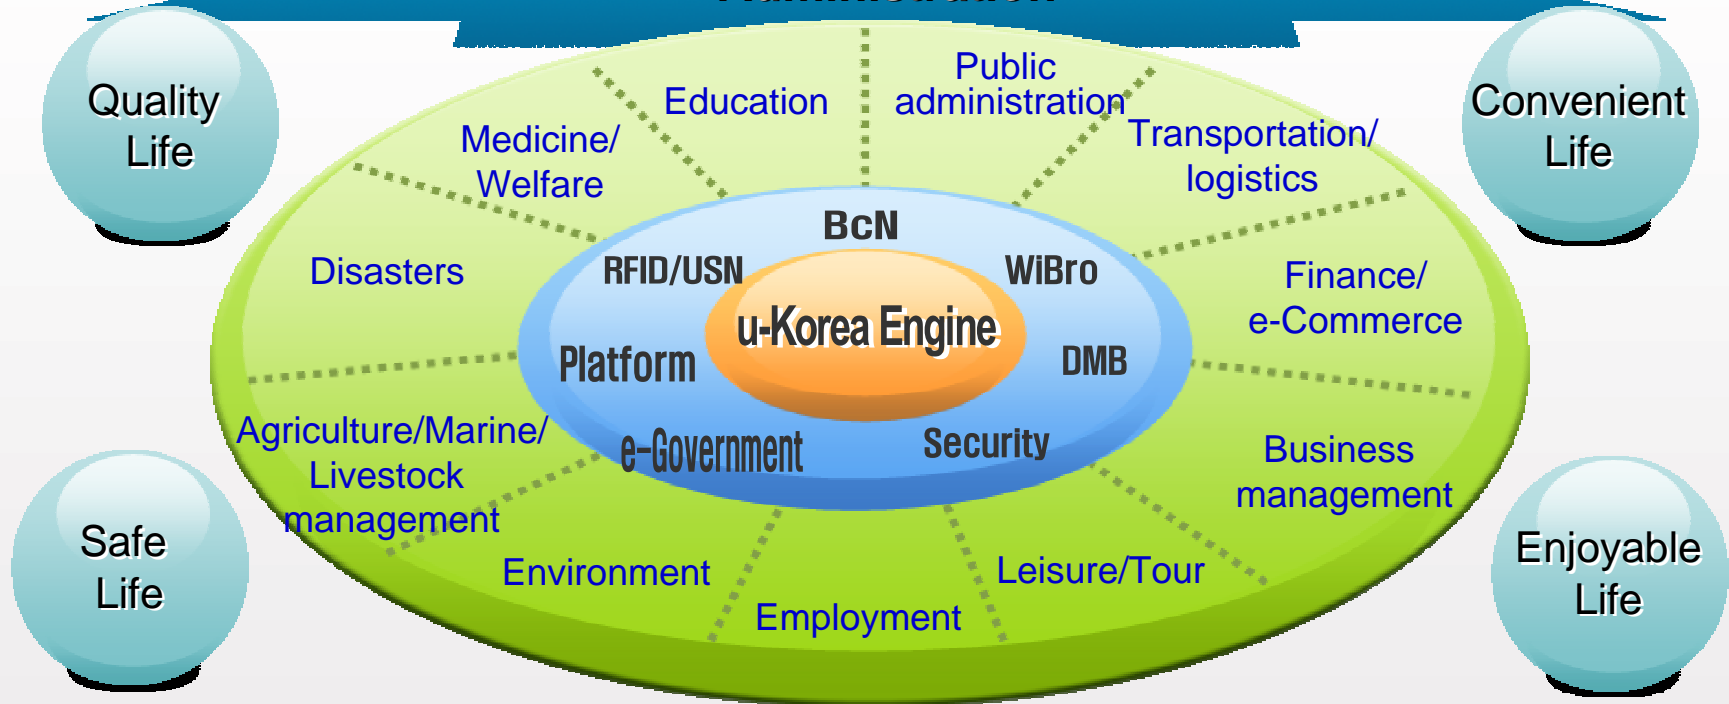 Quality
Life
Convenient
Life
Education
Public
administration
Medicine/
Welfare
Transportation/
logistics
Disasters
Finance/
e-Commerce
BcN
RFID/USN
WiBro
u-Korea Engine
Platform
DMB
e-Government
Security
Agriculture/Marine/
Livestock
management
Business
management
Environment
Employment
Leisure/Tour
Safe
Life
Enjoyable
Life